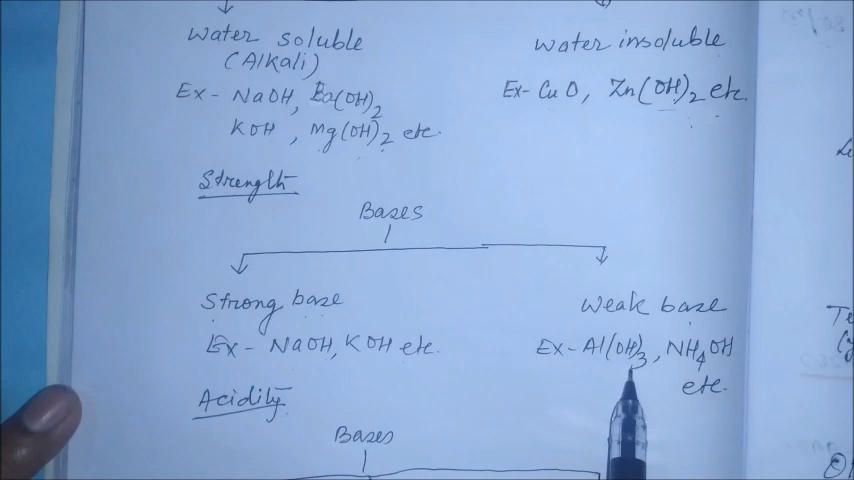 Water soluble
(Alkali)
Ex - NaOH, Ba(OH)2
KOH, Mg(OH)2 etc.
Water insoluble
Ex- CuO, Zn(OH)2 etc.
Strength
Bases
Strong base
Ex - NaOH, KOH etc.
Weak base
Ex- Al(OH)3, NH4OH
etc.
Acidity
Bases